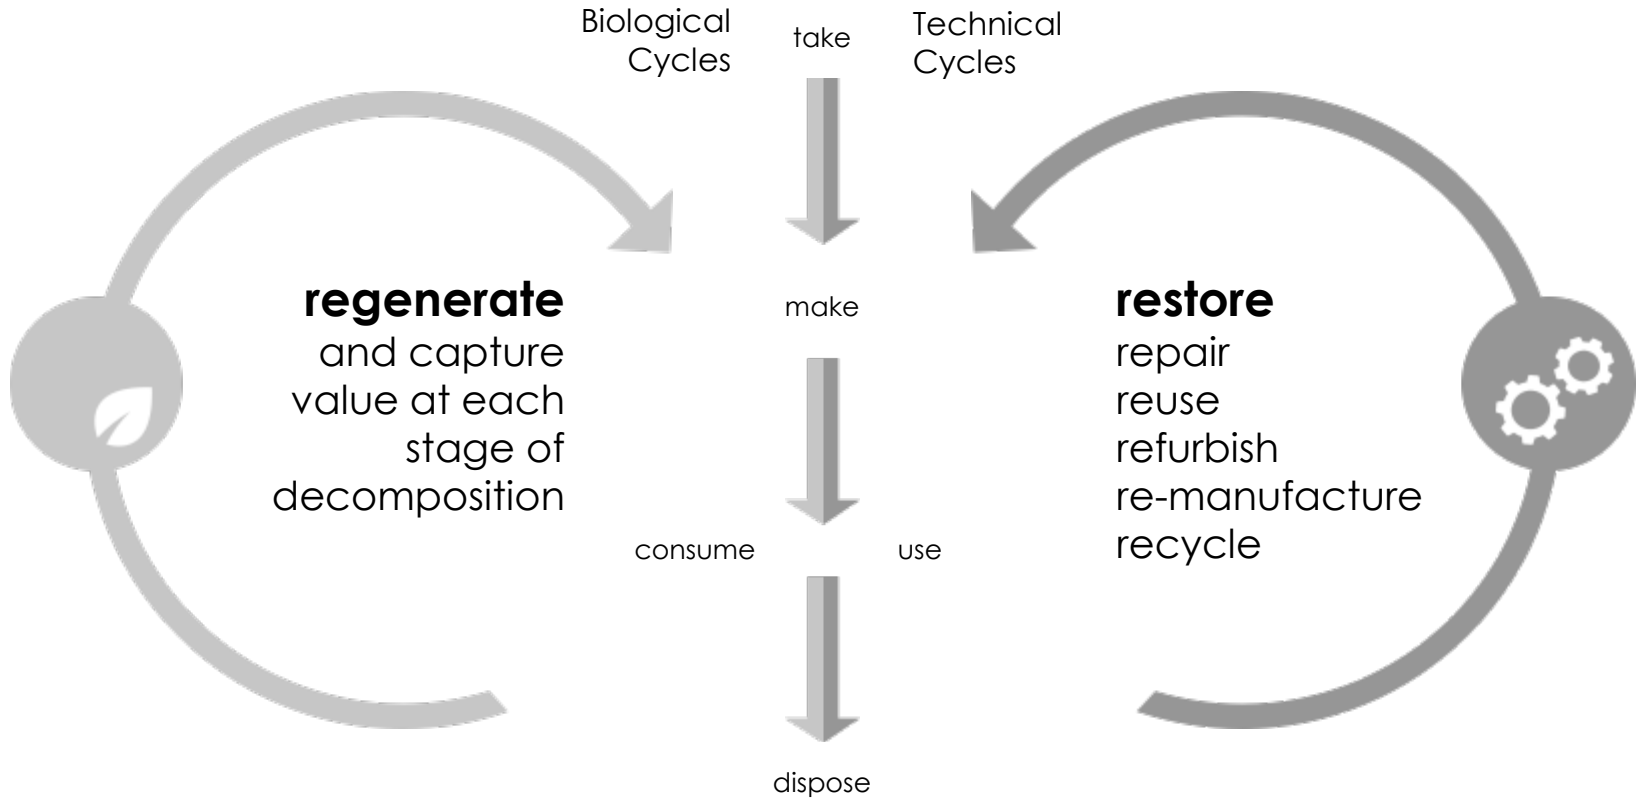 Biological
Cycles
take
Technical
Cycles
regenerate
and capture
value at each
stage of
decomposition
make
restore
repair
reuse
refurbish
re-manufacture
recycle
consume
use
dispose